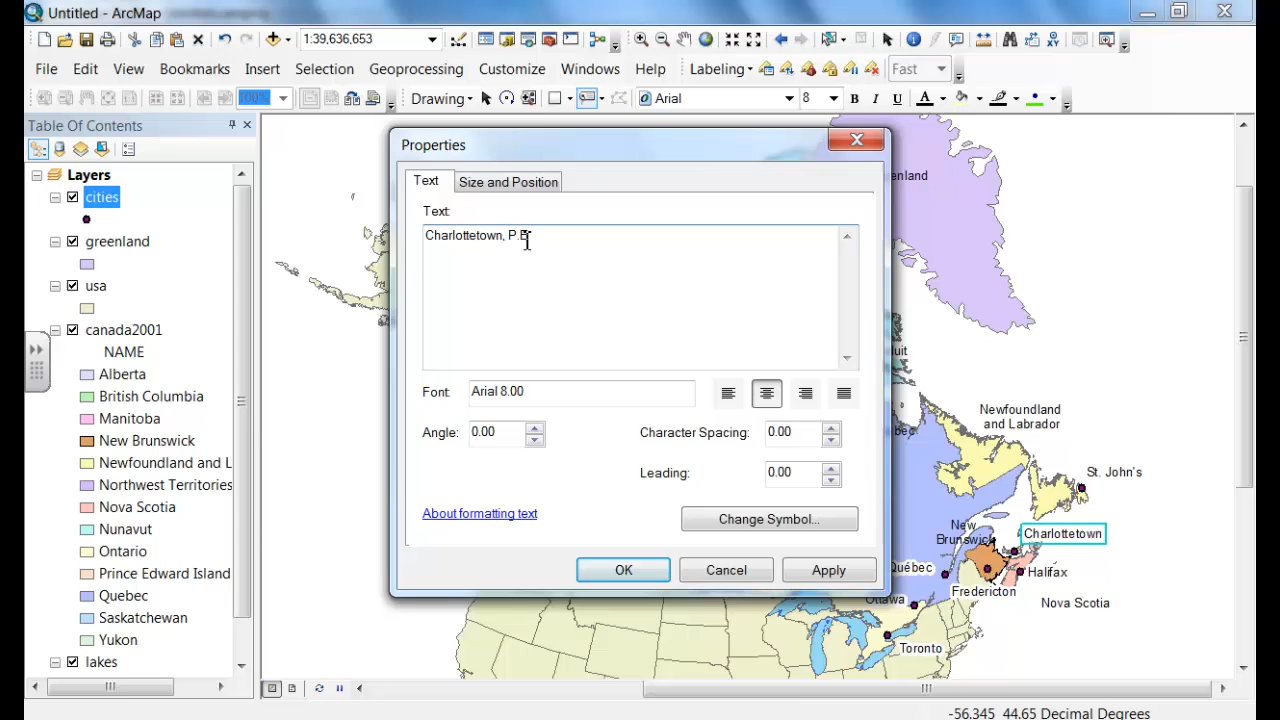 Untitled - ArcMap
1:39,636,653
File Edit View Bookmarks Insert Selection Geoprocessing Customize Windows Help Labeling Fast
100% Drawing Arial 8 B I U A
Table Of Contents
Layers
cities
greenland
usa
canada2001
NAME
Alberta
British Columbia
Manitoba
New Brunswick
Newfoundland and L
Northwest Territories
Nova Scotia
Nunavut
Ontario
Prince Edward Island
Quebec
Saskatchewan
Yukon
lakes
Properties
Text Size and Position
Text:
Charlottetown, P.E
Font: Arial 8.00
Angle: 0.00
Character Spacing: 0.00
Leading: 0.00
About formatting text
Change Symbol...
OK Cancel Apply
enland
uit
Newfoundland
and Labrador
bec
St. John's
New
Brunswick
Charlottetown
Québec
Halifax
Fredericton
Ottawa
Nova Scotia
Toronto
-56.345 44.65 Decimal Degrees